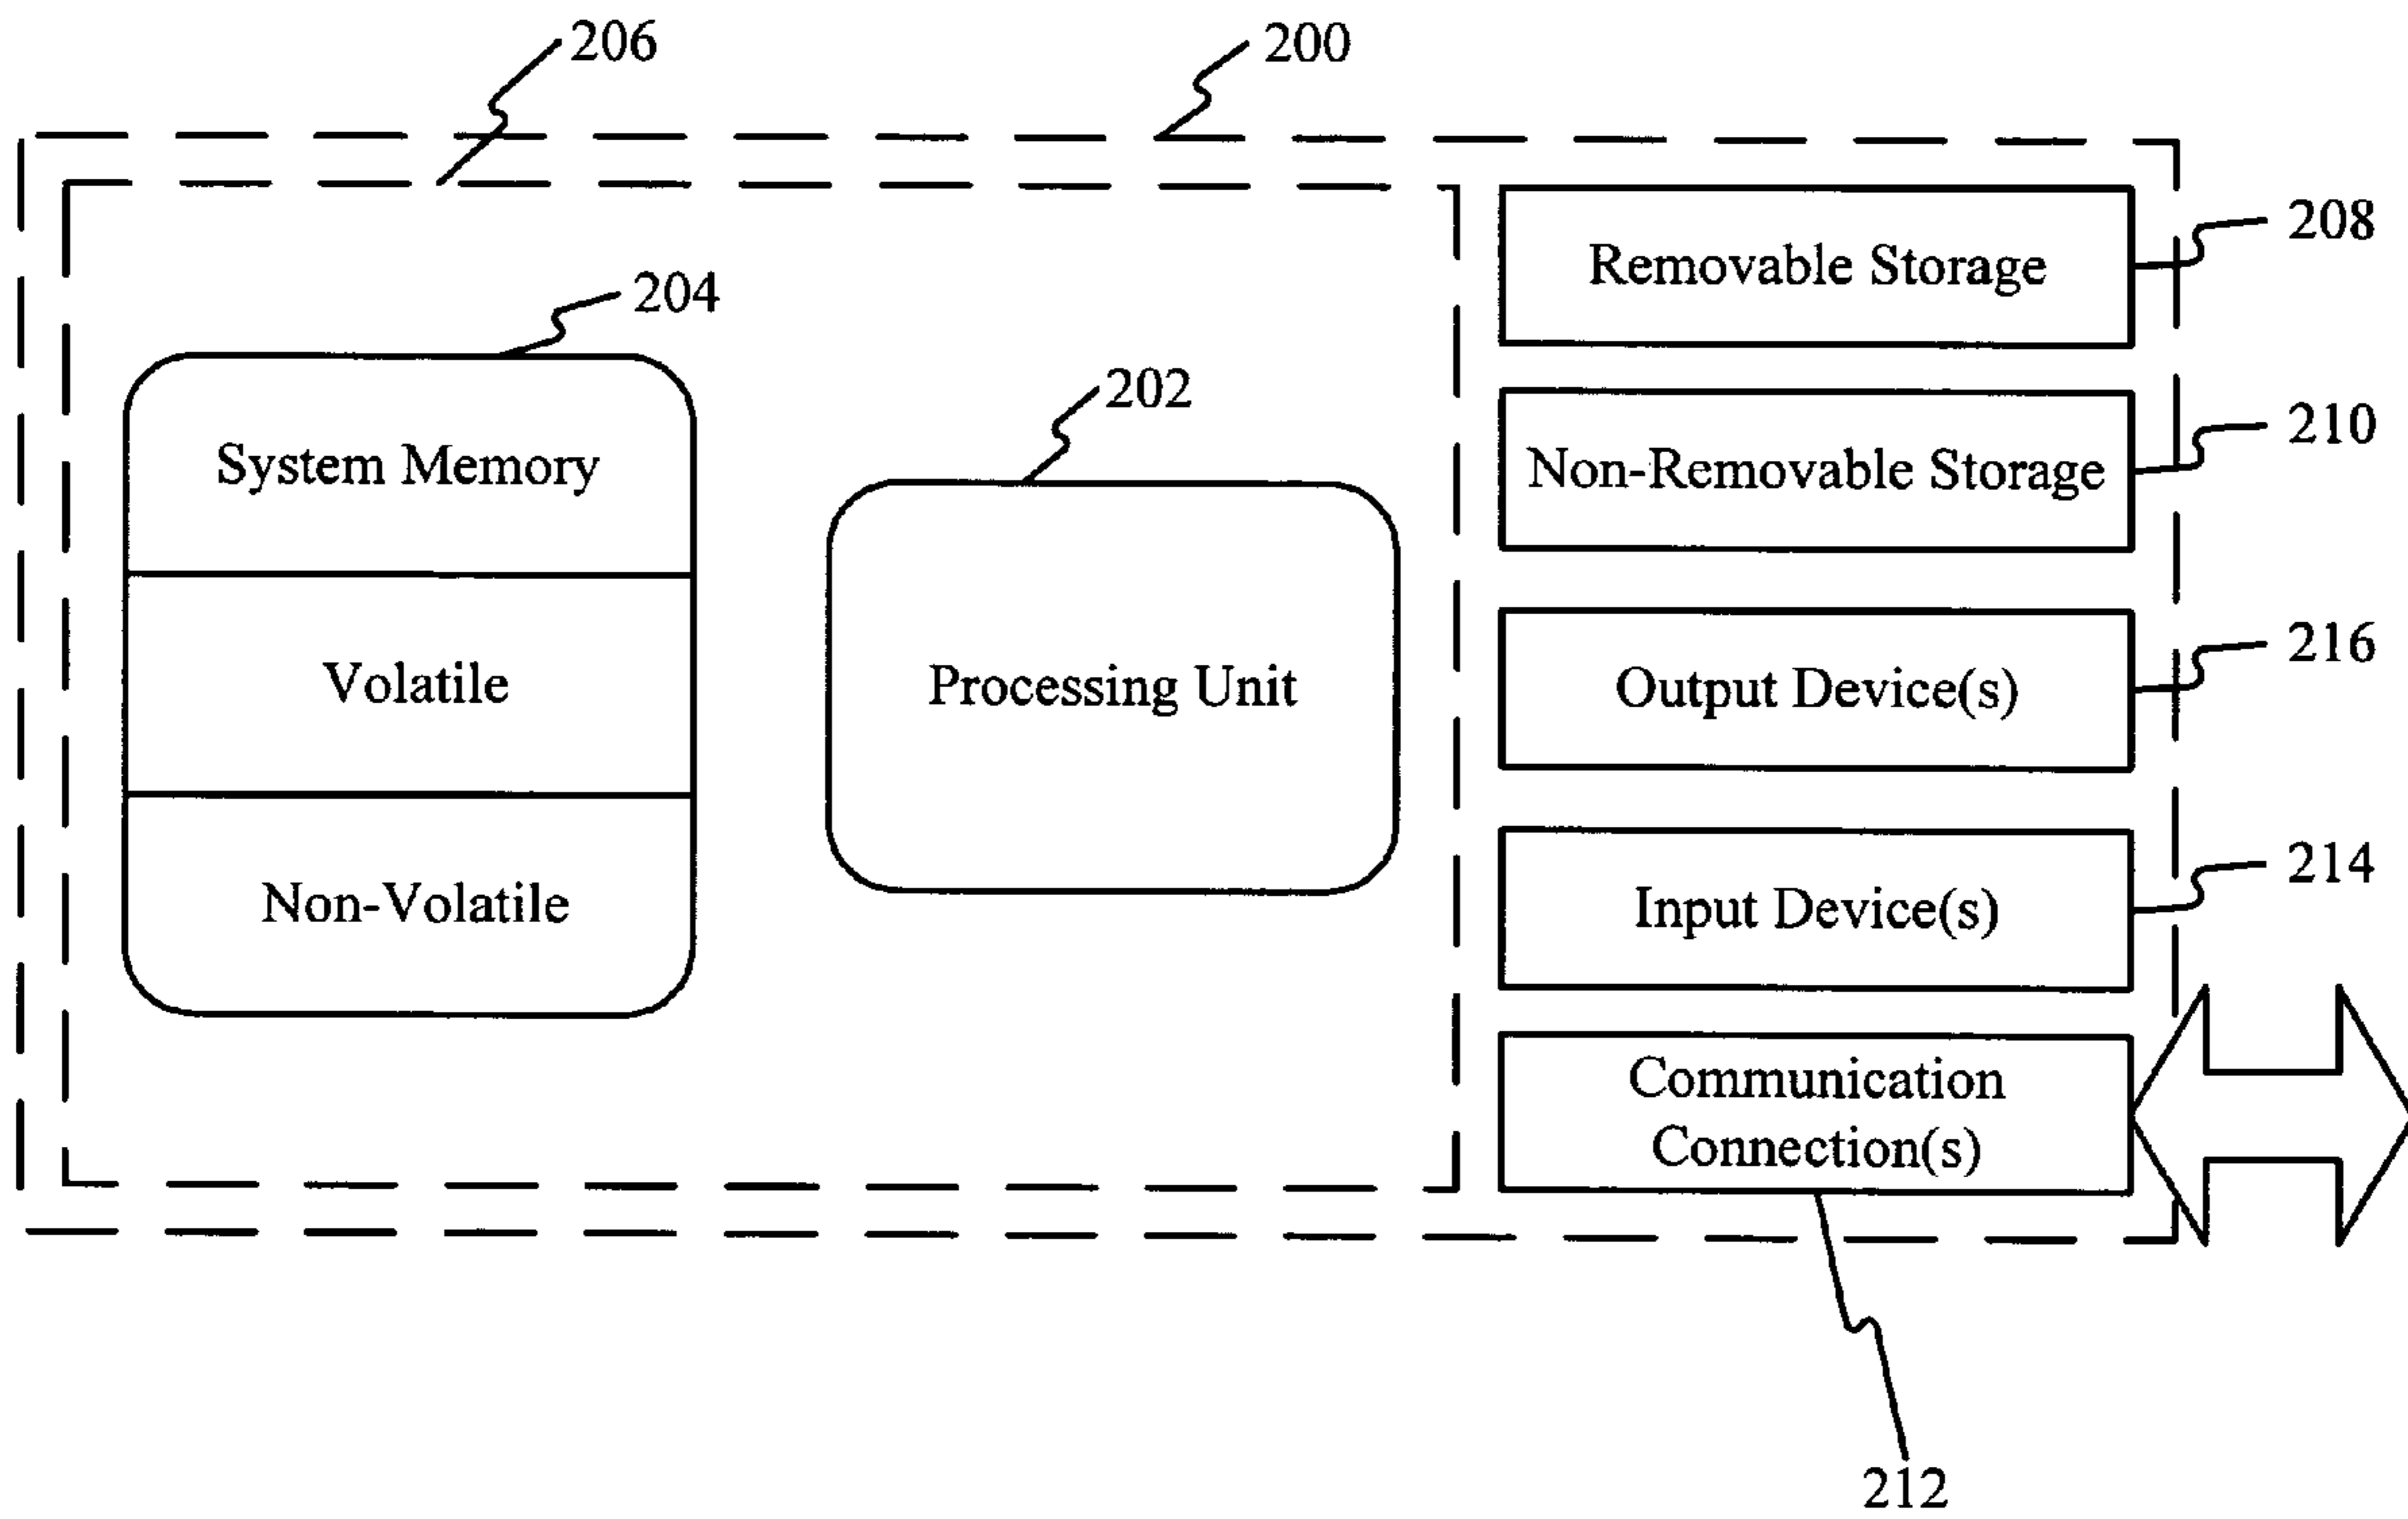 206
200
208
Removable Storage
204
202
210
System Memory
Non-Removable Storage
216
Volatile
Processing Unit
Output Device(s)
214
Non-Volatile
Input Device(s)
Communication
Connection(s)
212